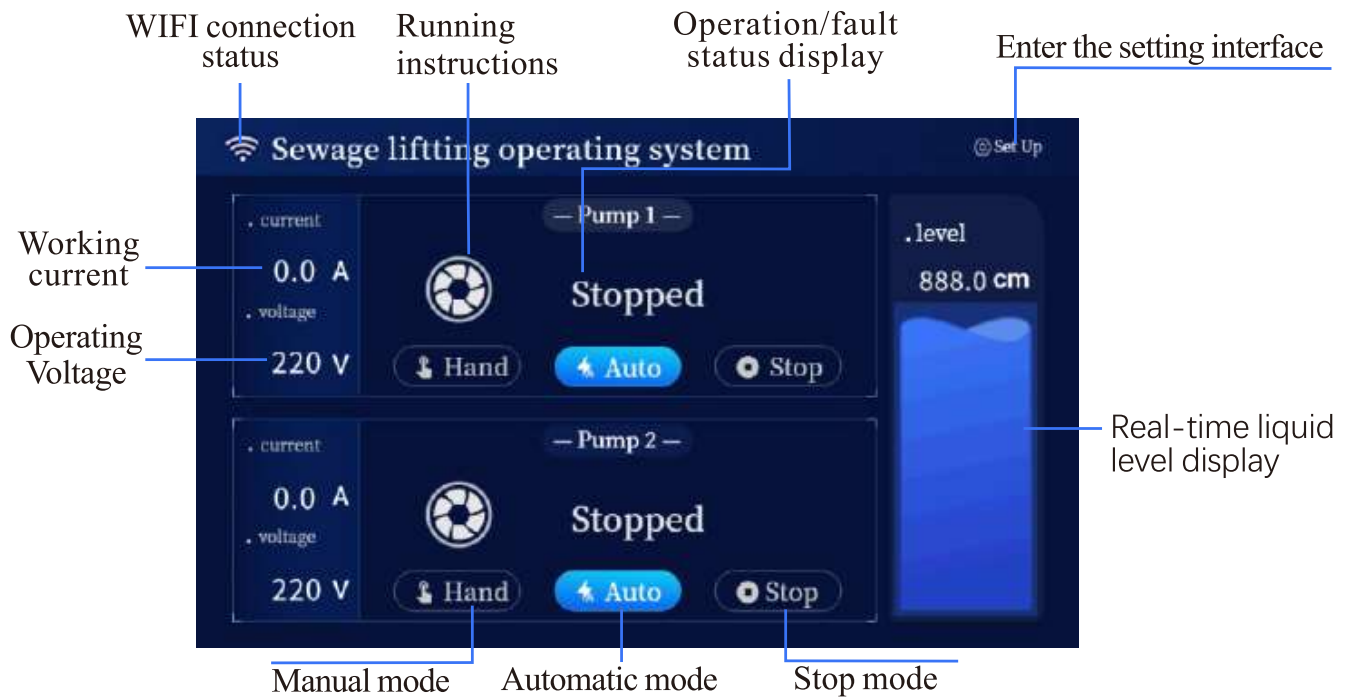 WIFI connection
status
Running
instructions
Operation/fault
status display
Enter the setting interface
Sewage liftting operating system
Set Up
Working
current
Operating
Voltage
. current
0.0 A
. voltage
220 V
— Pump 1 —
Stopped
Hand
Auto
Stop
. level
888.0 cm
. current
0.0 A
. voltage
220 V
— Pump 2 —
Stopped
Hand
Auto
Stop
Real-time liquid
level display
Manual mode
Automatic mode
Stop mode